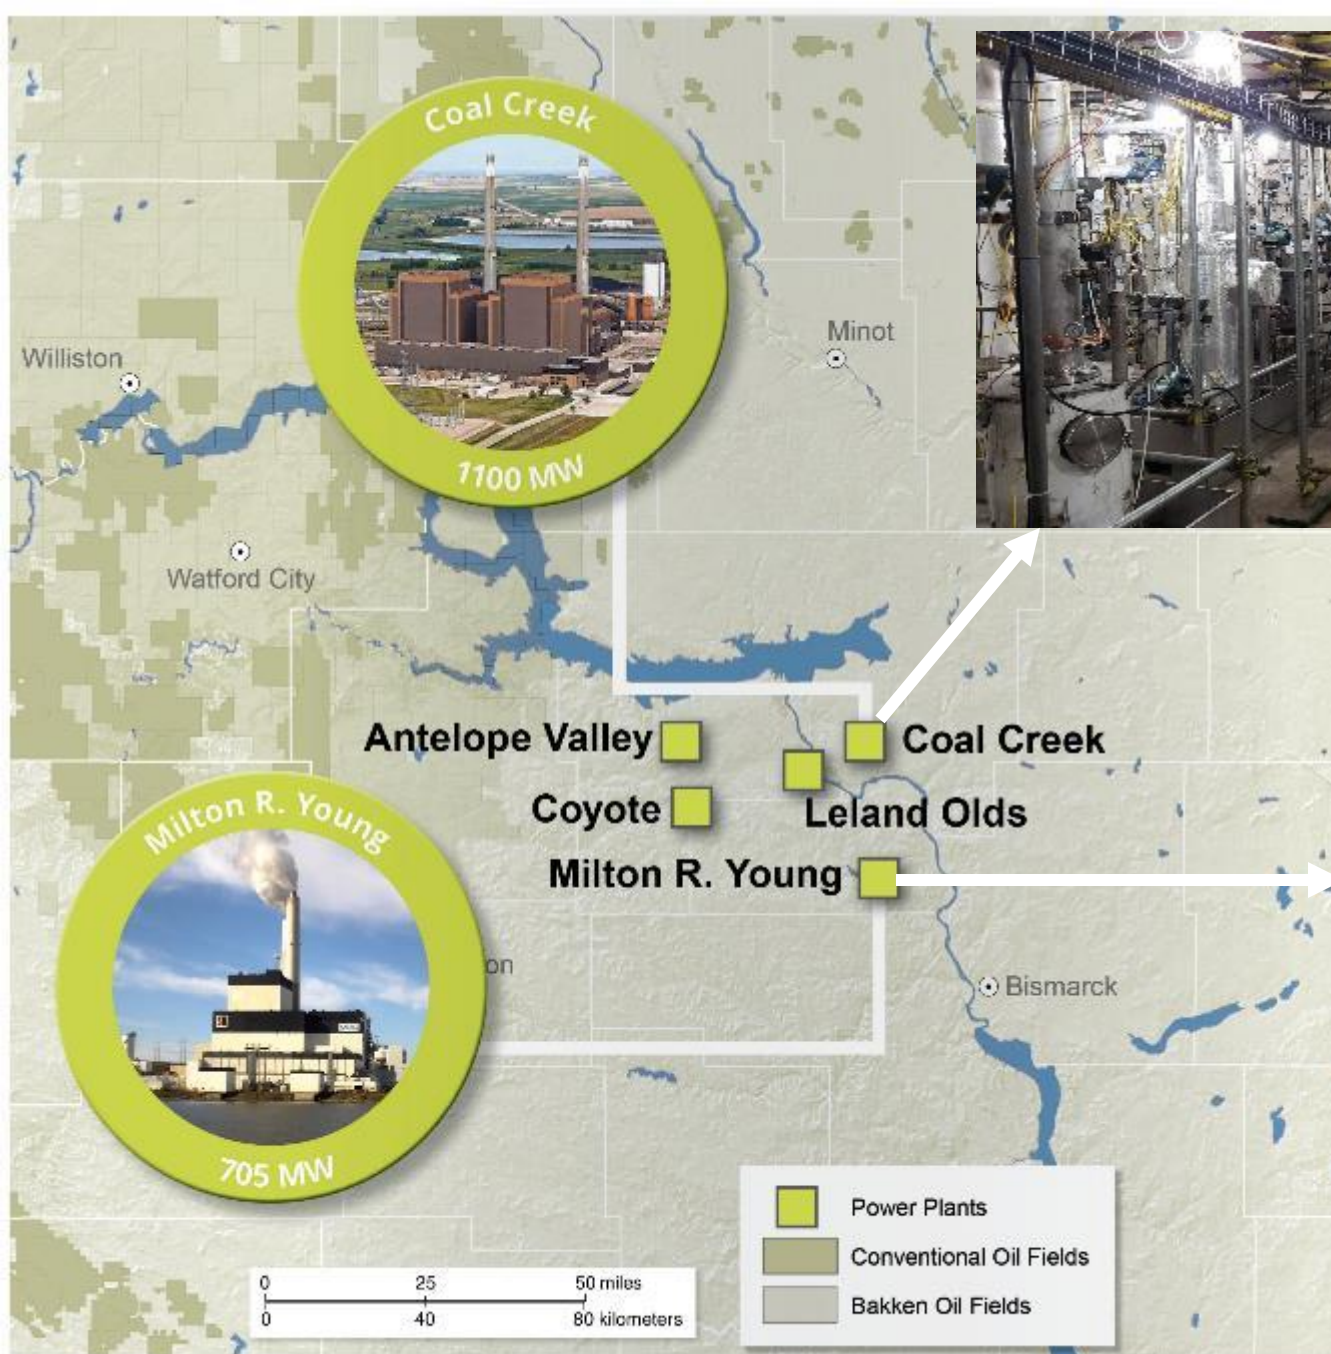 Coal Creek
1100 MW
Williston
Minot
Watford City
Antelope Valley
Coal Creek
Coyote
Leland Olds
Milton R. Young
Milton R. Young
705 MW
on
Bismarck
Power Plants
Conventional Oil Fields
Bakken Oil Fields
0 25 50 miles
0 40 80 kilometers